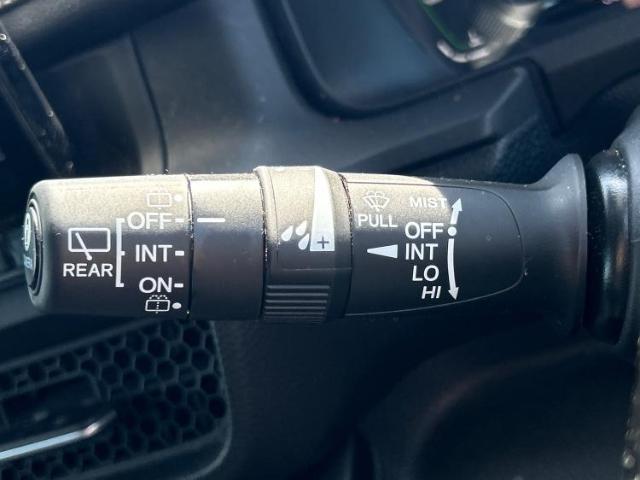 REAR
OFF
INT
ON
+
PULL
MIST
OFF
INT
LO
HI